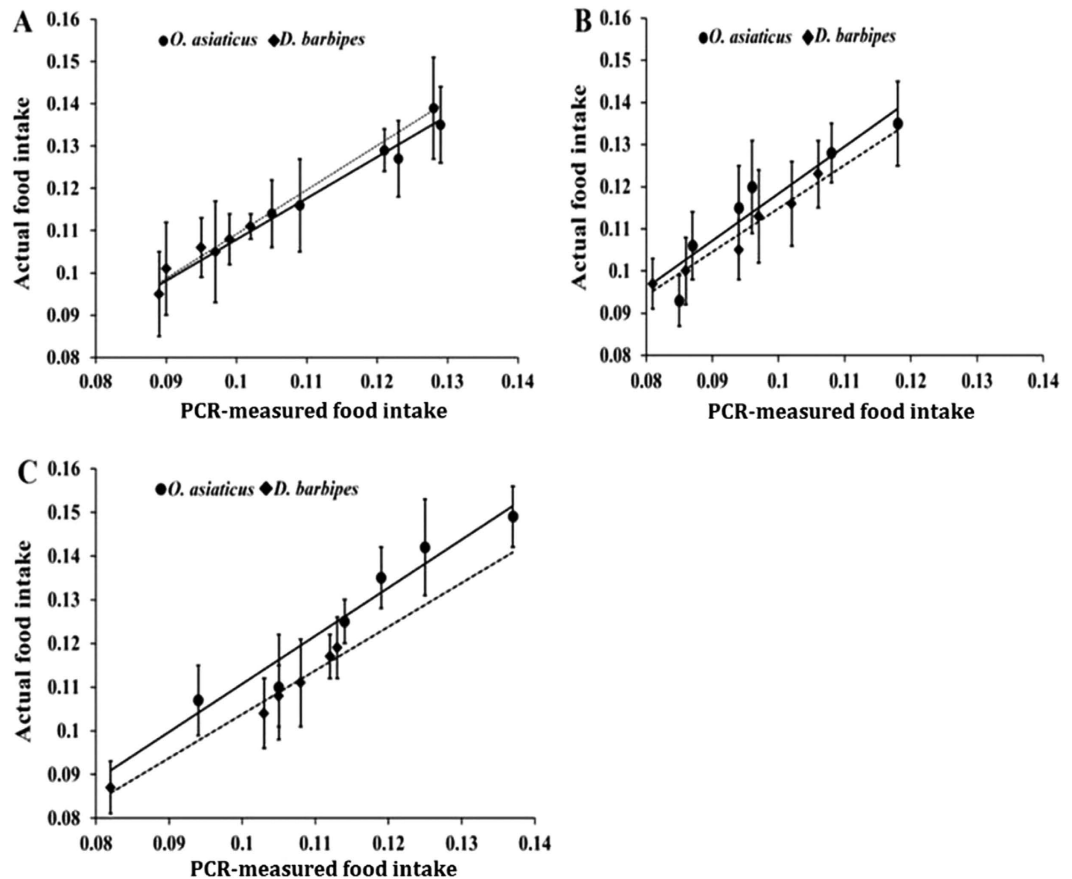 A
O. asiaticus D. barbipes
Actual food intake
0.16
0.15
0.14
0.13
0.12
0.11
0.1
0.09
0.08
0.08 0.09 0.1 0.11 0.12 0.13 0.14
PCR-measured food intake
B
O. asiaticus D. barbipes
Actual food intake
0.16
0.15
0.14
0.13
0.12
0.11
0.1
0.09
0.08
0.08 0.09 0.1 0.11 0.12 0.13 0.14
PCR-measured food intake
C
O. asiaticus D. barbipes
Actual food intake
0.16
0.15
0.14
0.13
0.12
0.11
0.1
0.09
0.08
0.08 0.09 0.1 0.11 0.12 0.13 0.14
PCR-measured food intake